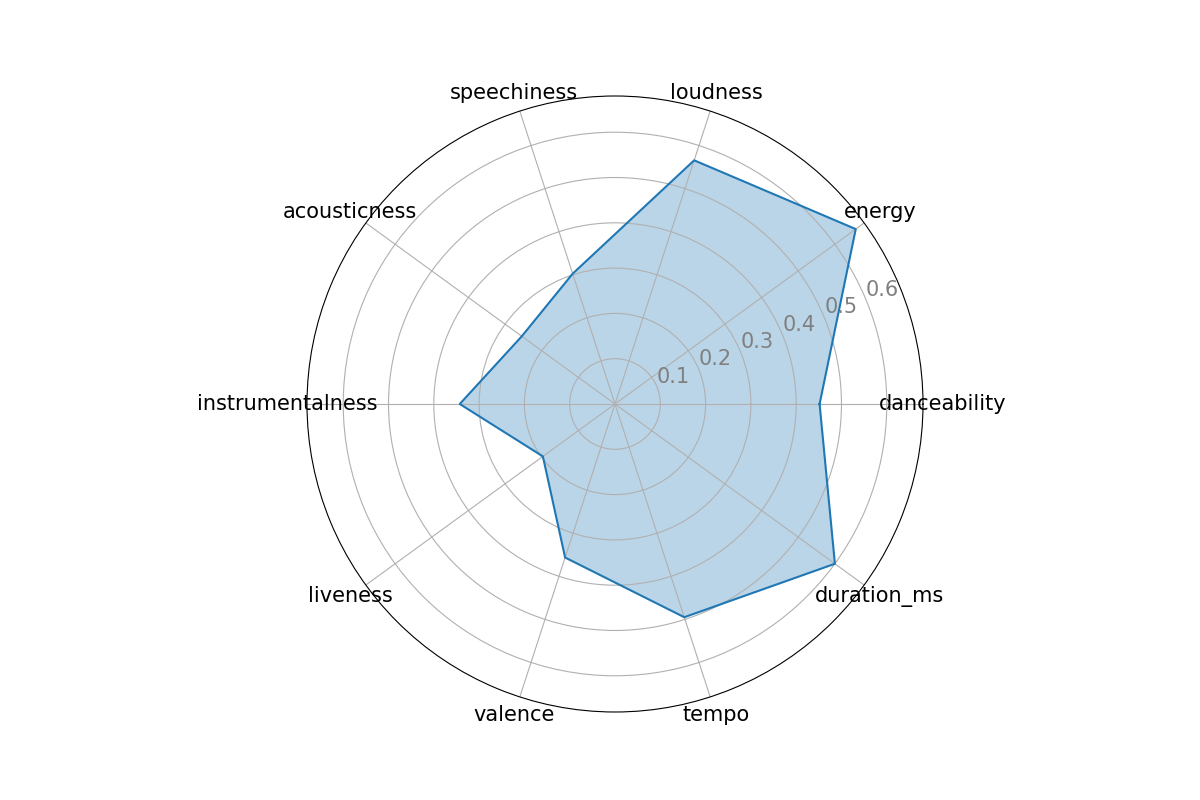 speechiness
loudness
acousticness
energy
0.6
0.5
0.4
0.3
0.2
0.1
instrumentalness
danceability
liveness
duration_ms
valence
tempo